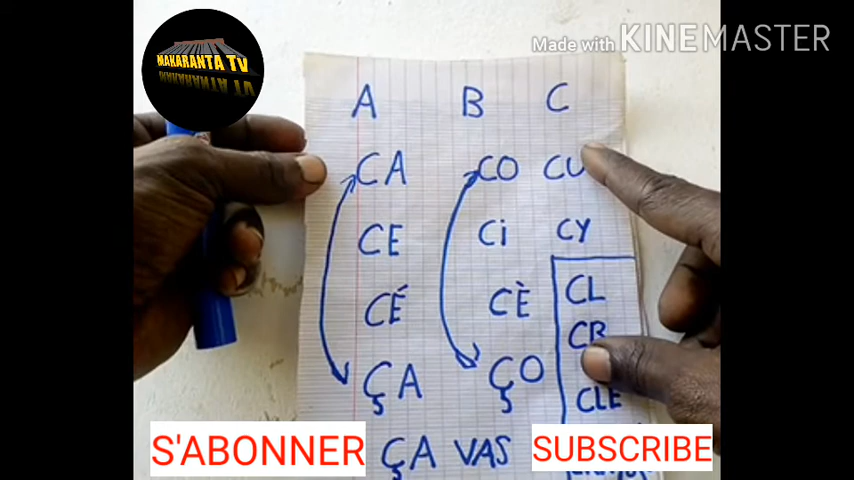 MAKARANTA TV
Made with KINEMASTER
A B C
CA CO CU
CE Ci CY
CÉ CÈ CL
CR
ÇA ÇO
CLE
ÇA VAS
S'ABONNER
SUBSCRIBE